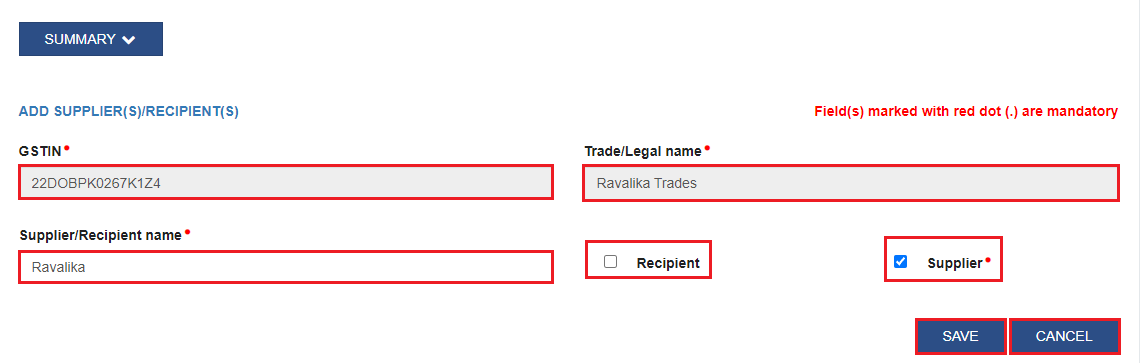 SUMMARY
ADD SUPPLIER(S)/RECIPIENT(S) Field(s) marked with red dot (.) are mandatory
GSTIN• Trade/Legal name•
22DOBPK0267K1Z4 Ravalika Trades
Supplier/Recipient name•
Ravalika Recipient Supplier•
SAVE CANCEL